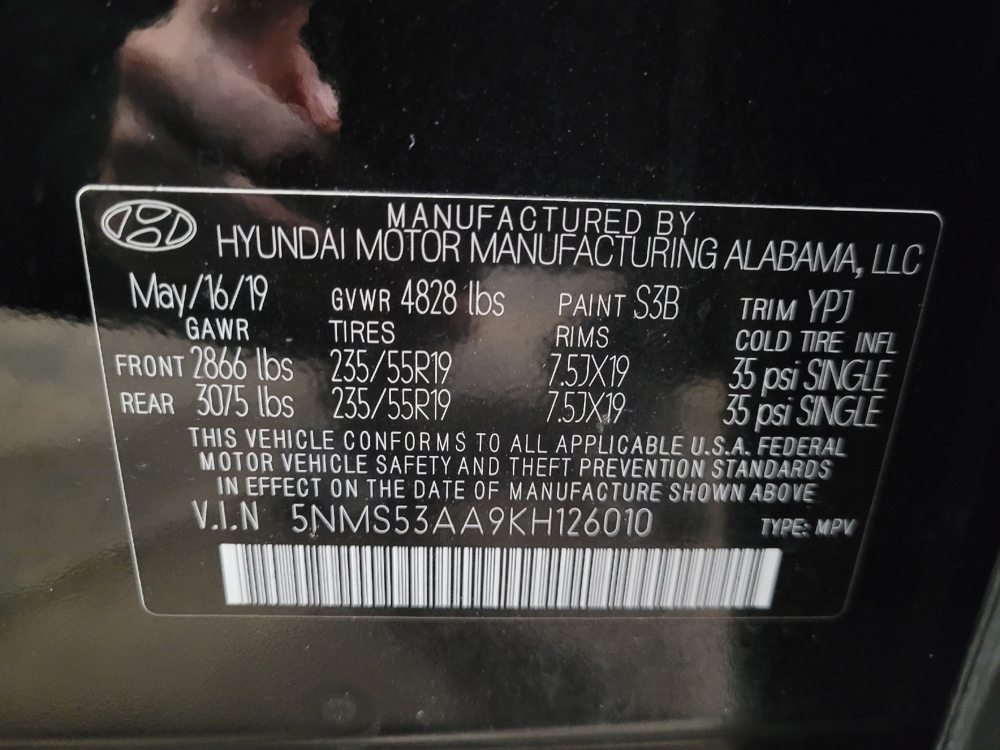 MANUFACTURED BY
HYUNDAI MOTOR MANUFACTURING ALABAMA, LLC
May/16/19 GVWR 4828 lbs PAINT S3B TRIM YPJ
GAWR TIRES RIMS COLD TIRE INFL
FRONT 2866 lbs 235/55R19 7.5JX19 35 psi SINGLE
REAR 3075 lbs 235/55R19 7.5JX19 35 psi SINGLE
THIS VEHICLE CONFORMS TO ALL APPLICABLE U.S.A. FEDERAL
MOTOR VEHICLE SAFETY AND THEFT PREVENTION STANDARDS
IN EFFECT ON THE DATE OF MANUFACTURE SHOWN ABOVE
V.I.N 5NMS53AA9KH126010 TYPE: MPV